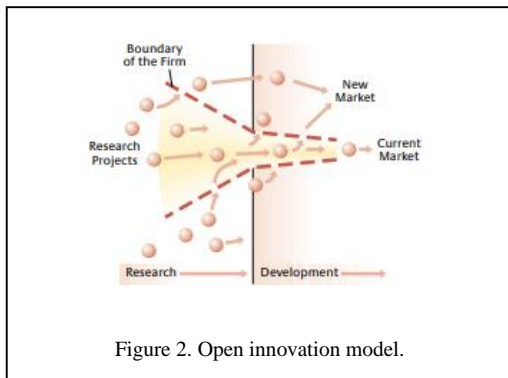 Boundary
of the Firm
New
Market
Research
Projects
Current
Market
Research
Development
Figure 2. Open innovation model.